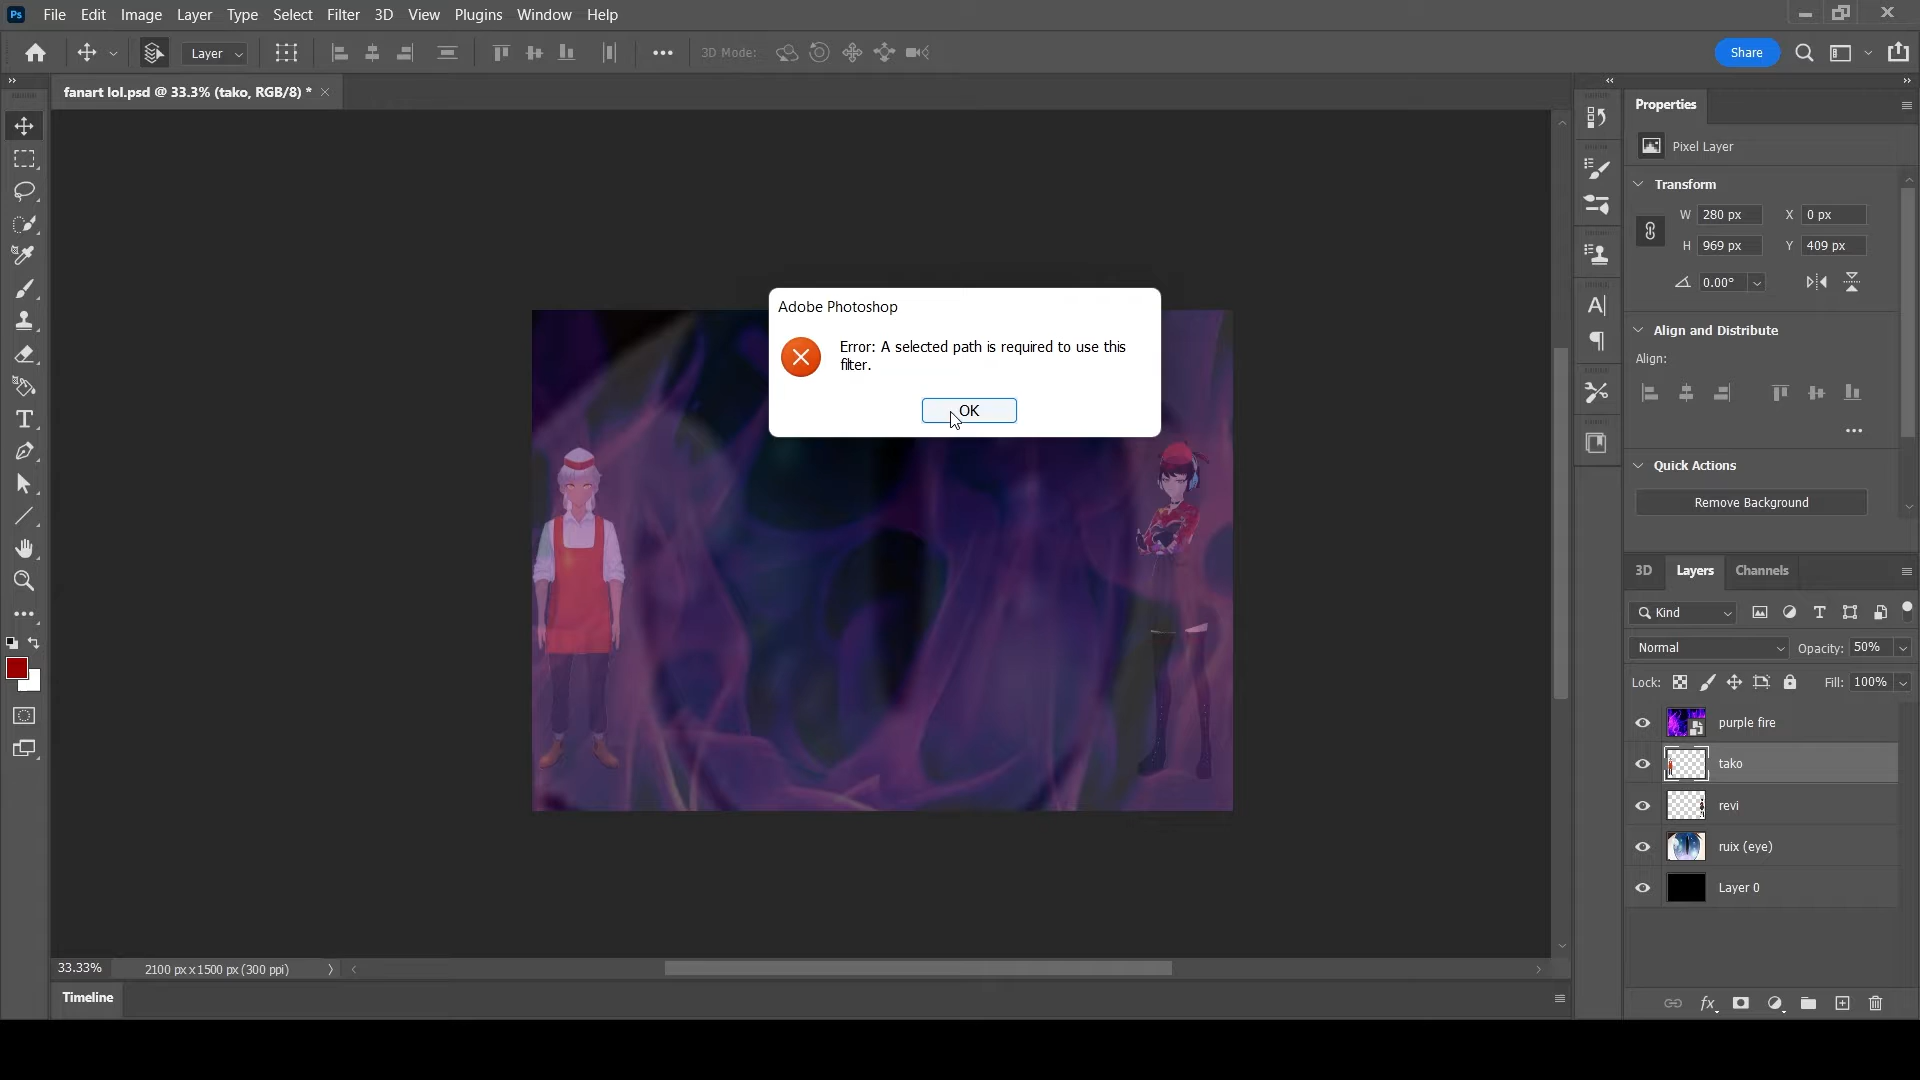 Ps File Edit Image Layer Type Select Filter 3D View Plugins Window Help
Layer 3D Mode: Share
fanart lol.psd @ 33.3% (tako, RGB/8) *
Properties
Pixel Layer
Transform
W 280 px X 0 px
H 969 px Y 409 px
0.00°
Align and Distribute
Align:
Quick Actions
Remove Background
Adobe Photoshop
Error: A selected path is required to use this
filter.
OK
3D Layers Channels
Kind
Normal Opacity: 50%
Lock: Fill: 100%
purple fire
tako
revi
ruix (eye)
Layer 0
33.33% 2100 px x 1500 px (300 ppi)
Timeline
fx